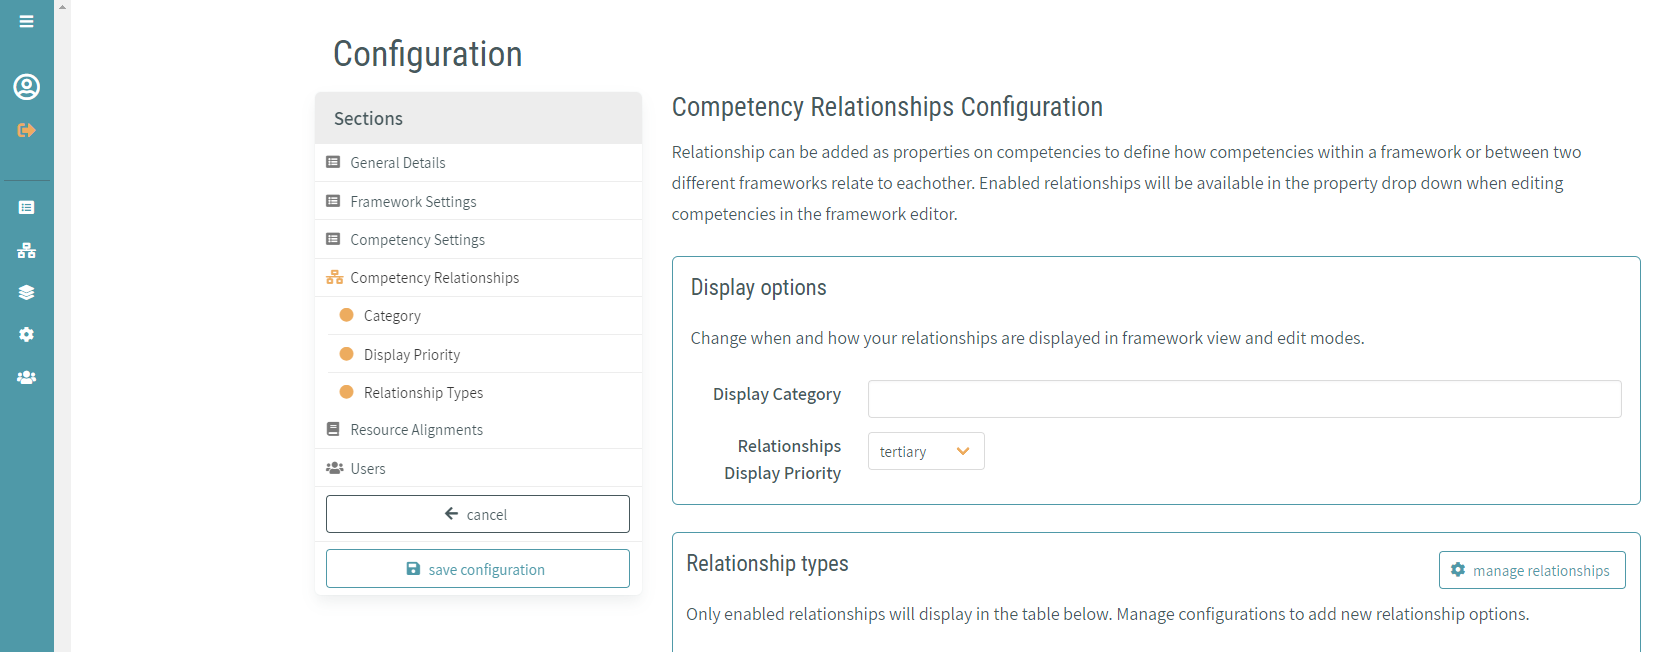 Configuration
Sections
General Details
Framework Settings
Competency Settings
Competency Relationships
Category
Display Priority
Relationship Types
Resource Alignments
Users
cancel
save configuration
Competency Relationships Configuration
Relationship can be added as properties on competencies to define how competencies within a framework or between two
different frameworks relate to eachother. Enabled relationships will be available in the property drop down when editing
competencies in the framework editor.
Display options
Change when and how your relationships are displayed in framework view and edit modes.
Display Category
Relationships
Display Priority
tertiary
Relationship types
manage relationships
Only enabled relationships will display in the table below. Manage configurations to add new relationship options.